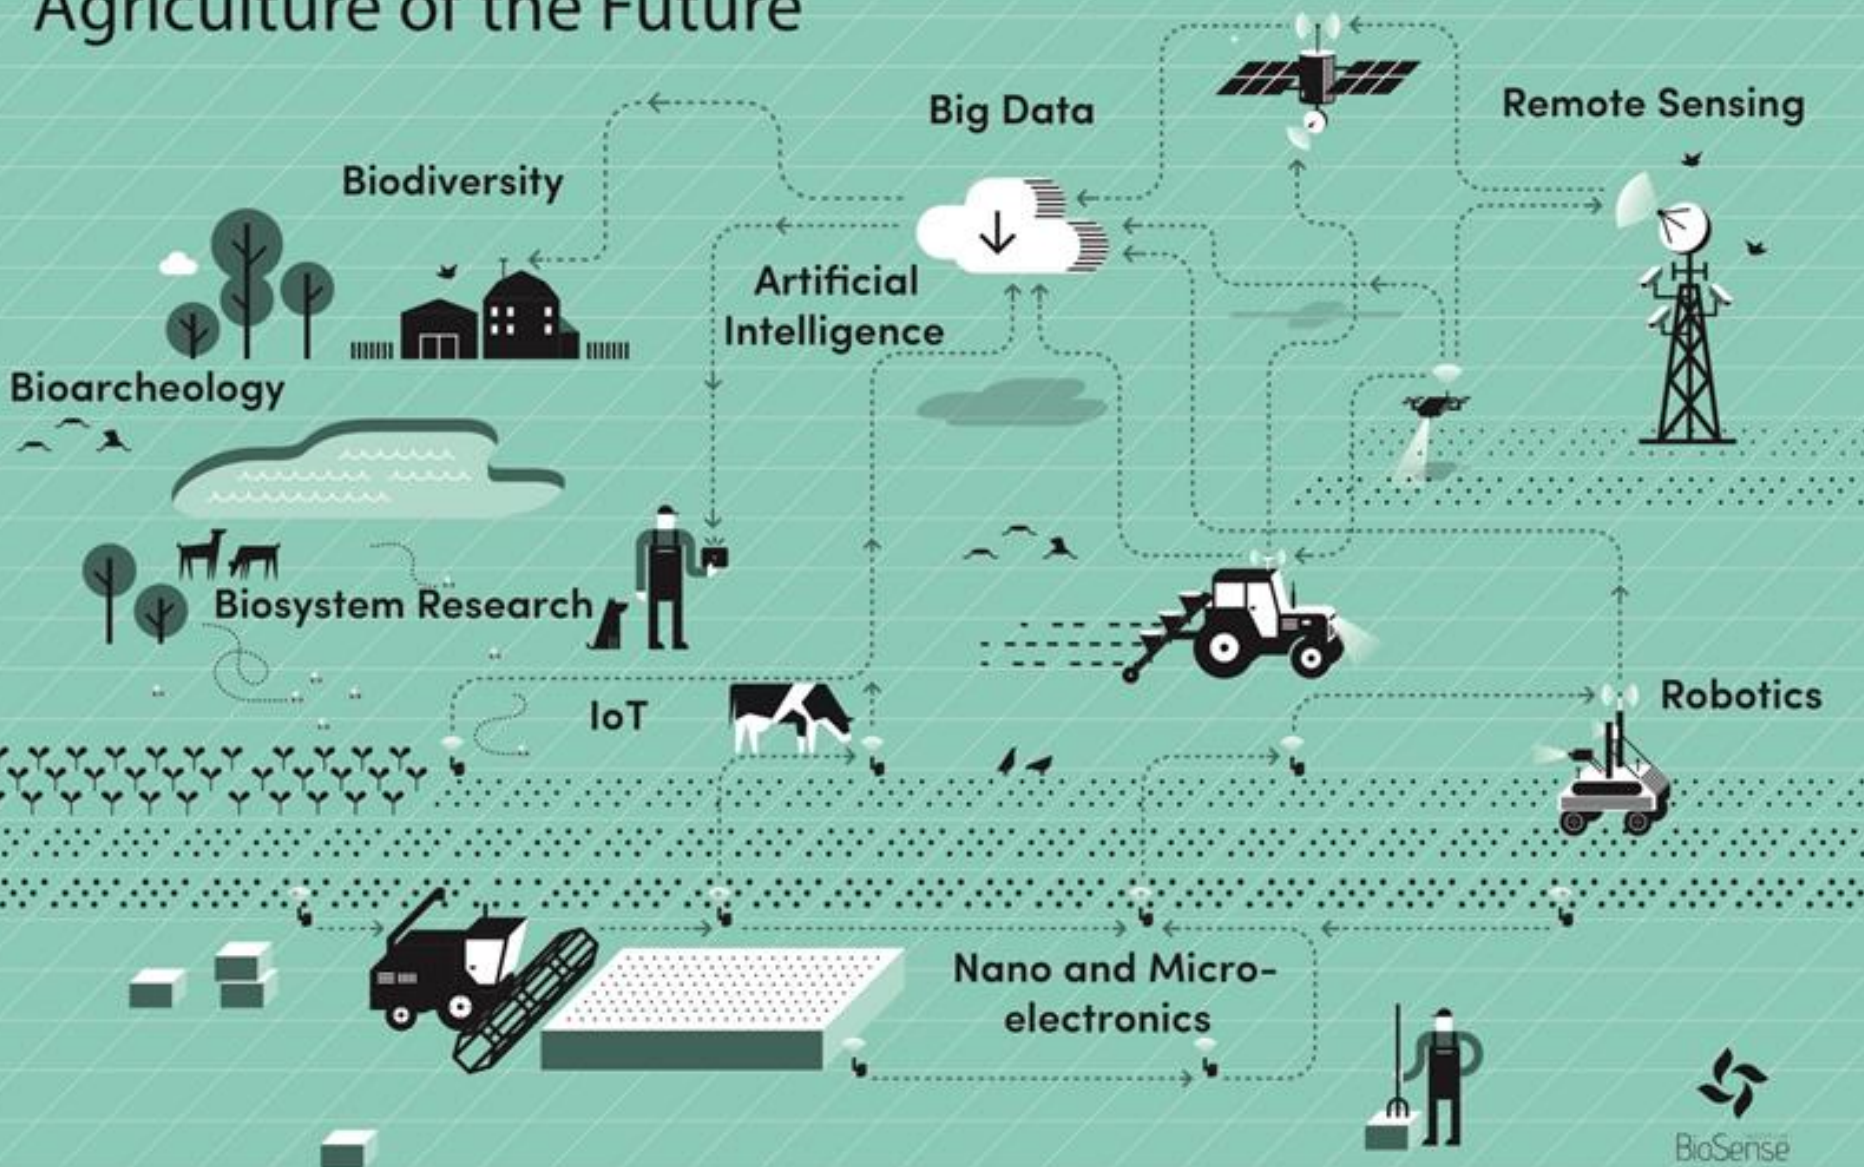 Agriculture of the Future
Big Data
Remote Sensing
Biodiversity
Artificial
Intelligence
Bioarcheology
Biosystem Research
IoT
Robotics
Nano and Micro-
electronics
BioSense